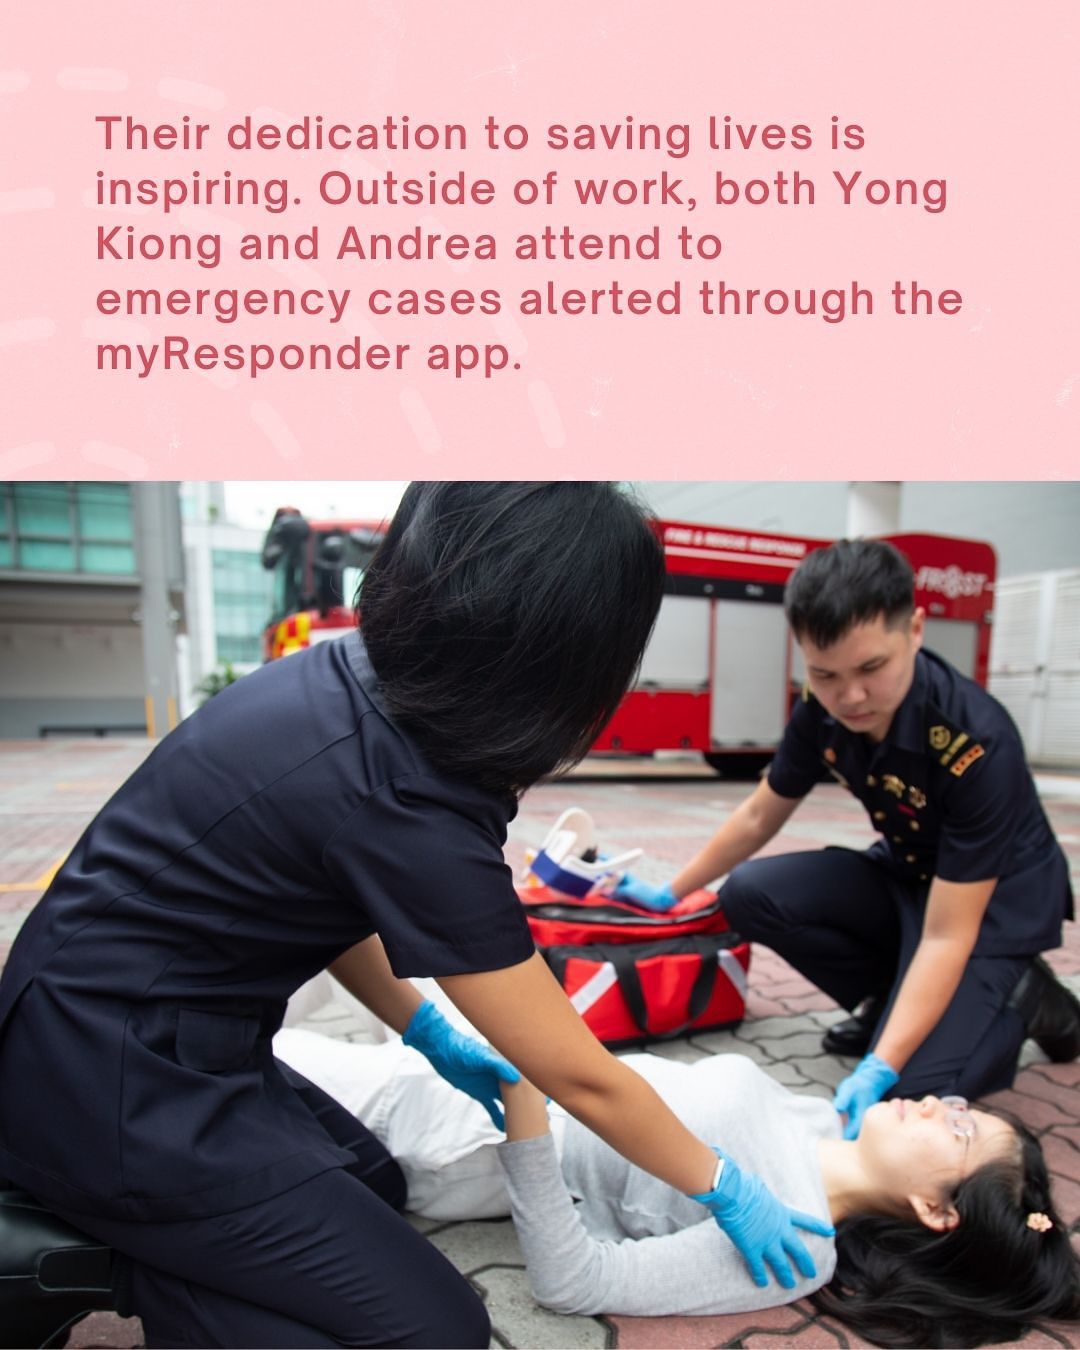 Their dedication to saving lives is
inspiring. Outside of work, both Yong
Kiong and Andrea attend to
emergency cases alerted through the
myResponder app.
FIRE & RESCUE RESPONSE